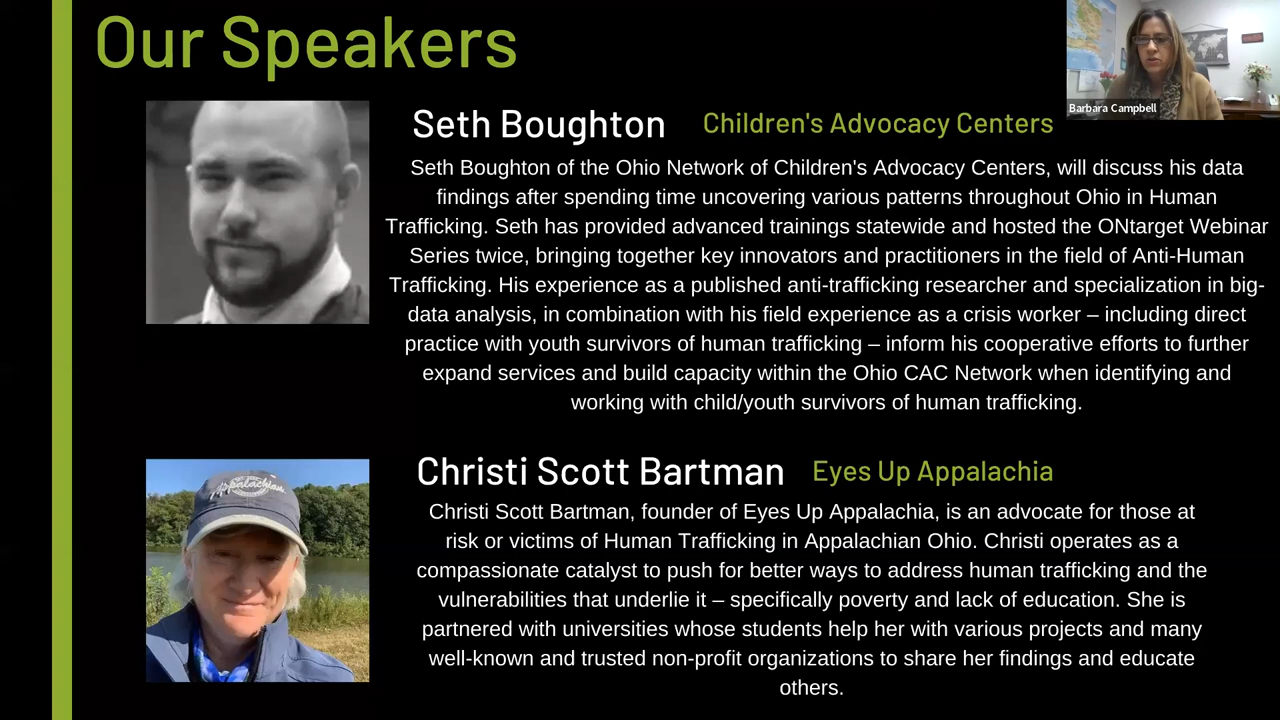 Our Speakers
Barbara Campbell
Seth Boughton
Children's Advocacy Centers
Seth Boughton of the Ohio Network of Children's Advocacy Centers, will discuss his data
findings after spending time uncovering various patterns throughout Ohio in Human
Trafficking. Seth has provided advanced trainings statewide and hosted the ONtarget Webinar
Series twice, bringing together key innovators and practitioners in the field of Anti-Human
Trafficking. His experience as a published anti-trafficking researcher and specialization in big-
data analysis, in combination with his field experience as a crisis worker – including direct
practice with youth survivors of human trafficking – inform his cooperative efforts to further
expand services and build capacity within the Ohio CAC Network when identifying and
working with child/youth survivors of human trafficking.
Christi Scott Bartman
Eyes Up Appalachia
Appalachian
Christi Scott Bartman, founder of Eyes Up Appalachia, is an advocate for those at
risk or victims of Human Trafficking in Appalachian Ohio. Christi operates as a
compassionate catalyst to push for better ways to address human trafficking and the
vulnerabilities that underlie it – specifically poverty and lack of education. She is
partnered with universities whose students help her with various projects and many
well-known and trusted non-profit organizations to share her findings and educate
others.